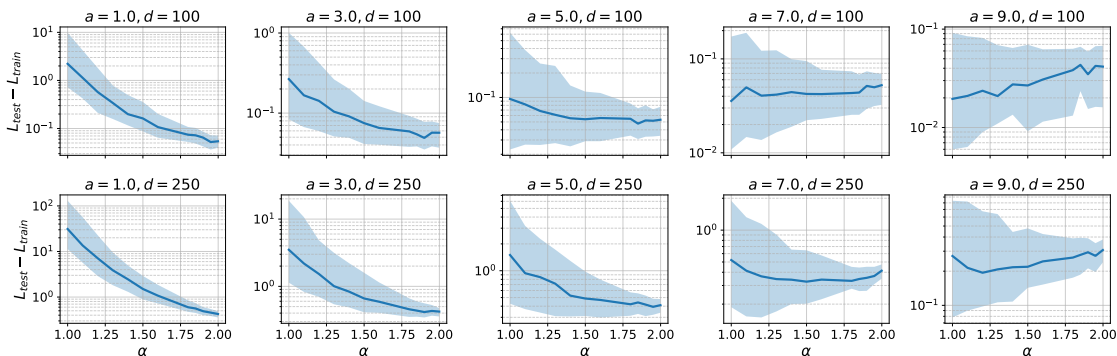 a = 1.0, d = 100
a = 3.0, d = 100
a = 5.0, d = 100
a = 7.0, d = 100
a = 9.0, d = 100
L_test − L_train
10^1
10^0
10^−1
10^0
10^−1
10^−1
10^−1
10^−2
10^−1
10^−2
a = 1.0, d = 250
a = 3.0, d = 250
a = 5.0, d = 250
a = 7.0, d = 250
a = 9.0, d = 250
L_test − L_train
10^2
10^1
10^0
10^1
10^0
10^0
10^0
10^−1
1.00 1.25 1.50 1.75 2.00
1.00 1.25 1.50 1.75 2.00
1.00 1.25 1.50 1.75 2.00
1.00 1.25 1.50 1.75 2.00
1.00 1.25 1.50 1.75 2.00
α
α
α
α
α